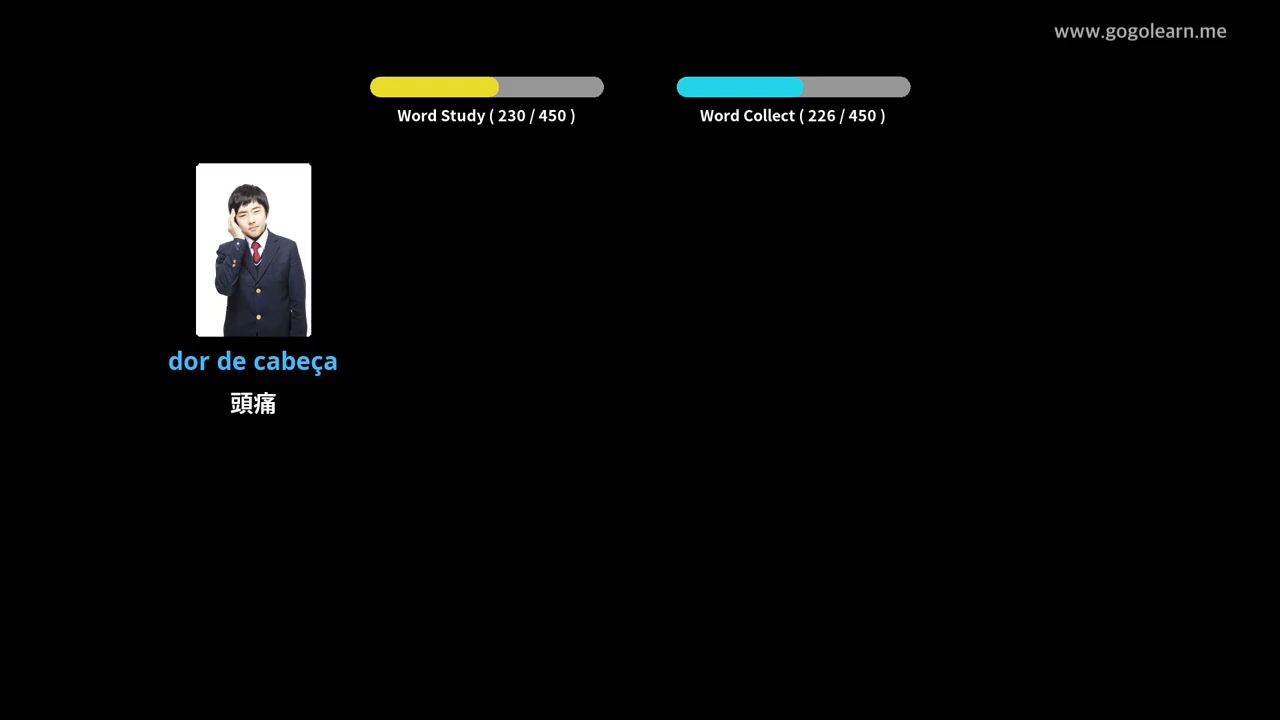 www.gogolearn.me
Word Study ( 230 / 450 )
Word Collect ( 226 / 450 )
dor de cabeça
頭痛